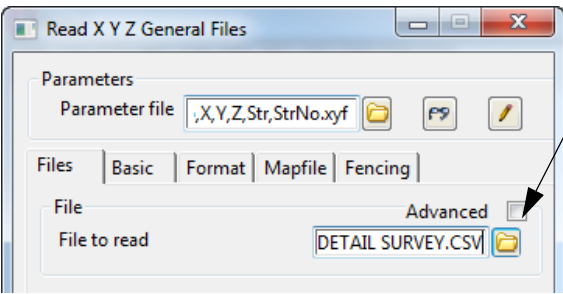 Read X Y Z General Files
Parameters
Parameter file ,X,Y,Z,Str,StrNo.xyf
Files Basic Format Mapfile Fencing
File
Advanced
File to read DETAIL SURVEY.CSV